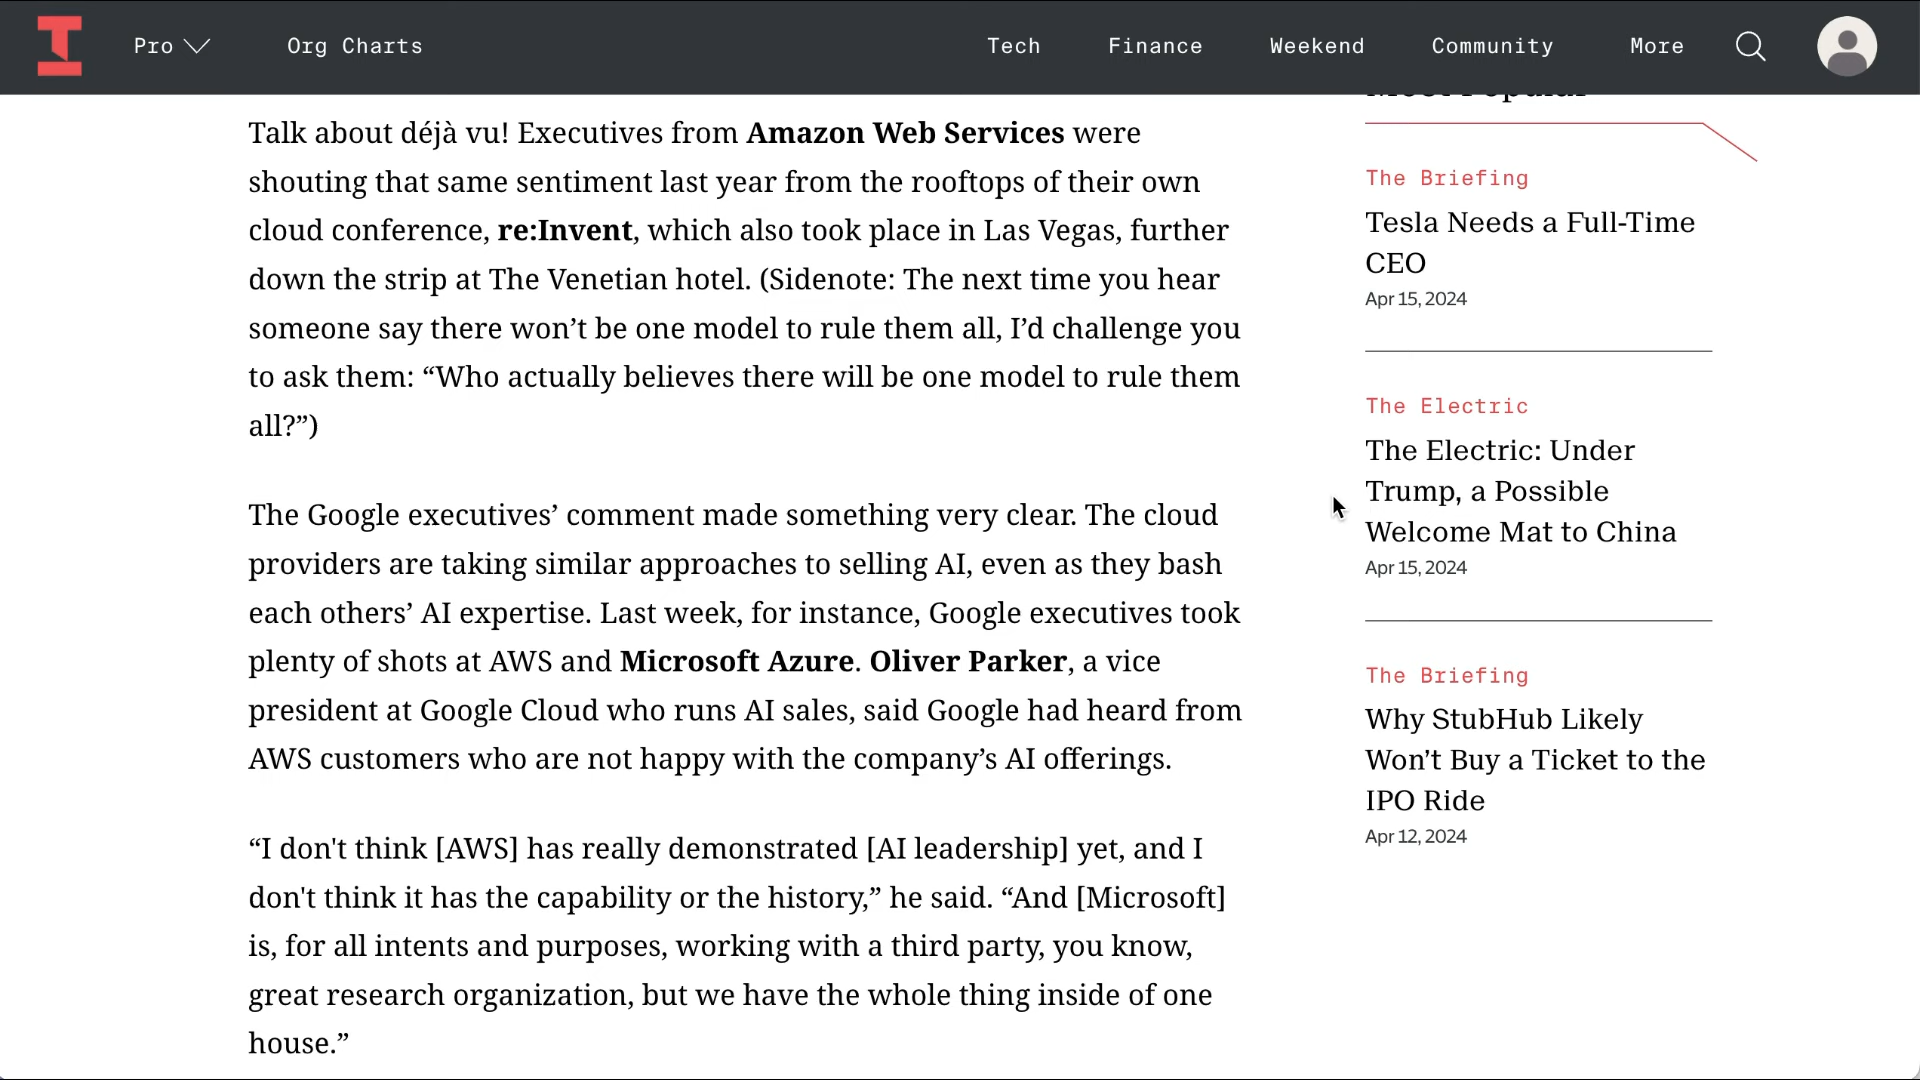 Pro
Org Charts
Tech
Finance
Weekend
Community
More
Talk about déjà vu! Executives from Amazon Web Services were
shouting that same sentiment last year from the rooftops of their own
cloud conference, re:Invent, which also took place in Las Vegas, further
down the strip at The Venetian hotel. (Sidenote: The next time you hear
someone say there won’t be one model to rule them all, I’d challenge you
to ask them: “Who actually believes there will be one model to rule them
all?”)
The Google executives’ comment made something very clear. The cloud
providers are taking similar approaches to selling AI, even as they bash
each others’ AI expertise. Last week, for instance, Google executives took
plenty of shots at AWS and Microsoft Azure. Oliver Parker, a vice
president at Google Cloud who runs AI sales, said Google had heard from
AWS customers who are not happy with the company’s AI offerings.
“I don't think [AWS] has really demonstrated [AI leadership] yet, and I
don't think it has the capability or the history,” he said. “And [Microsoft]
is, for all intents and purposes, working with a third party, you know,
great research organization, but we have the whole thing inside of one
house.”
Most Popular
The Briefing
Tesla Needs a Full-Time
CEO
Apr 15, 2024
The Electric
The Electric: Under
Trump, a Possible
Welcome Mat to China
Apr 15, 2024
The Briefing
Why StubHub Likely
Won’t Buy a Ticket to the
IPO Ride
Apr 12, 2024